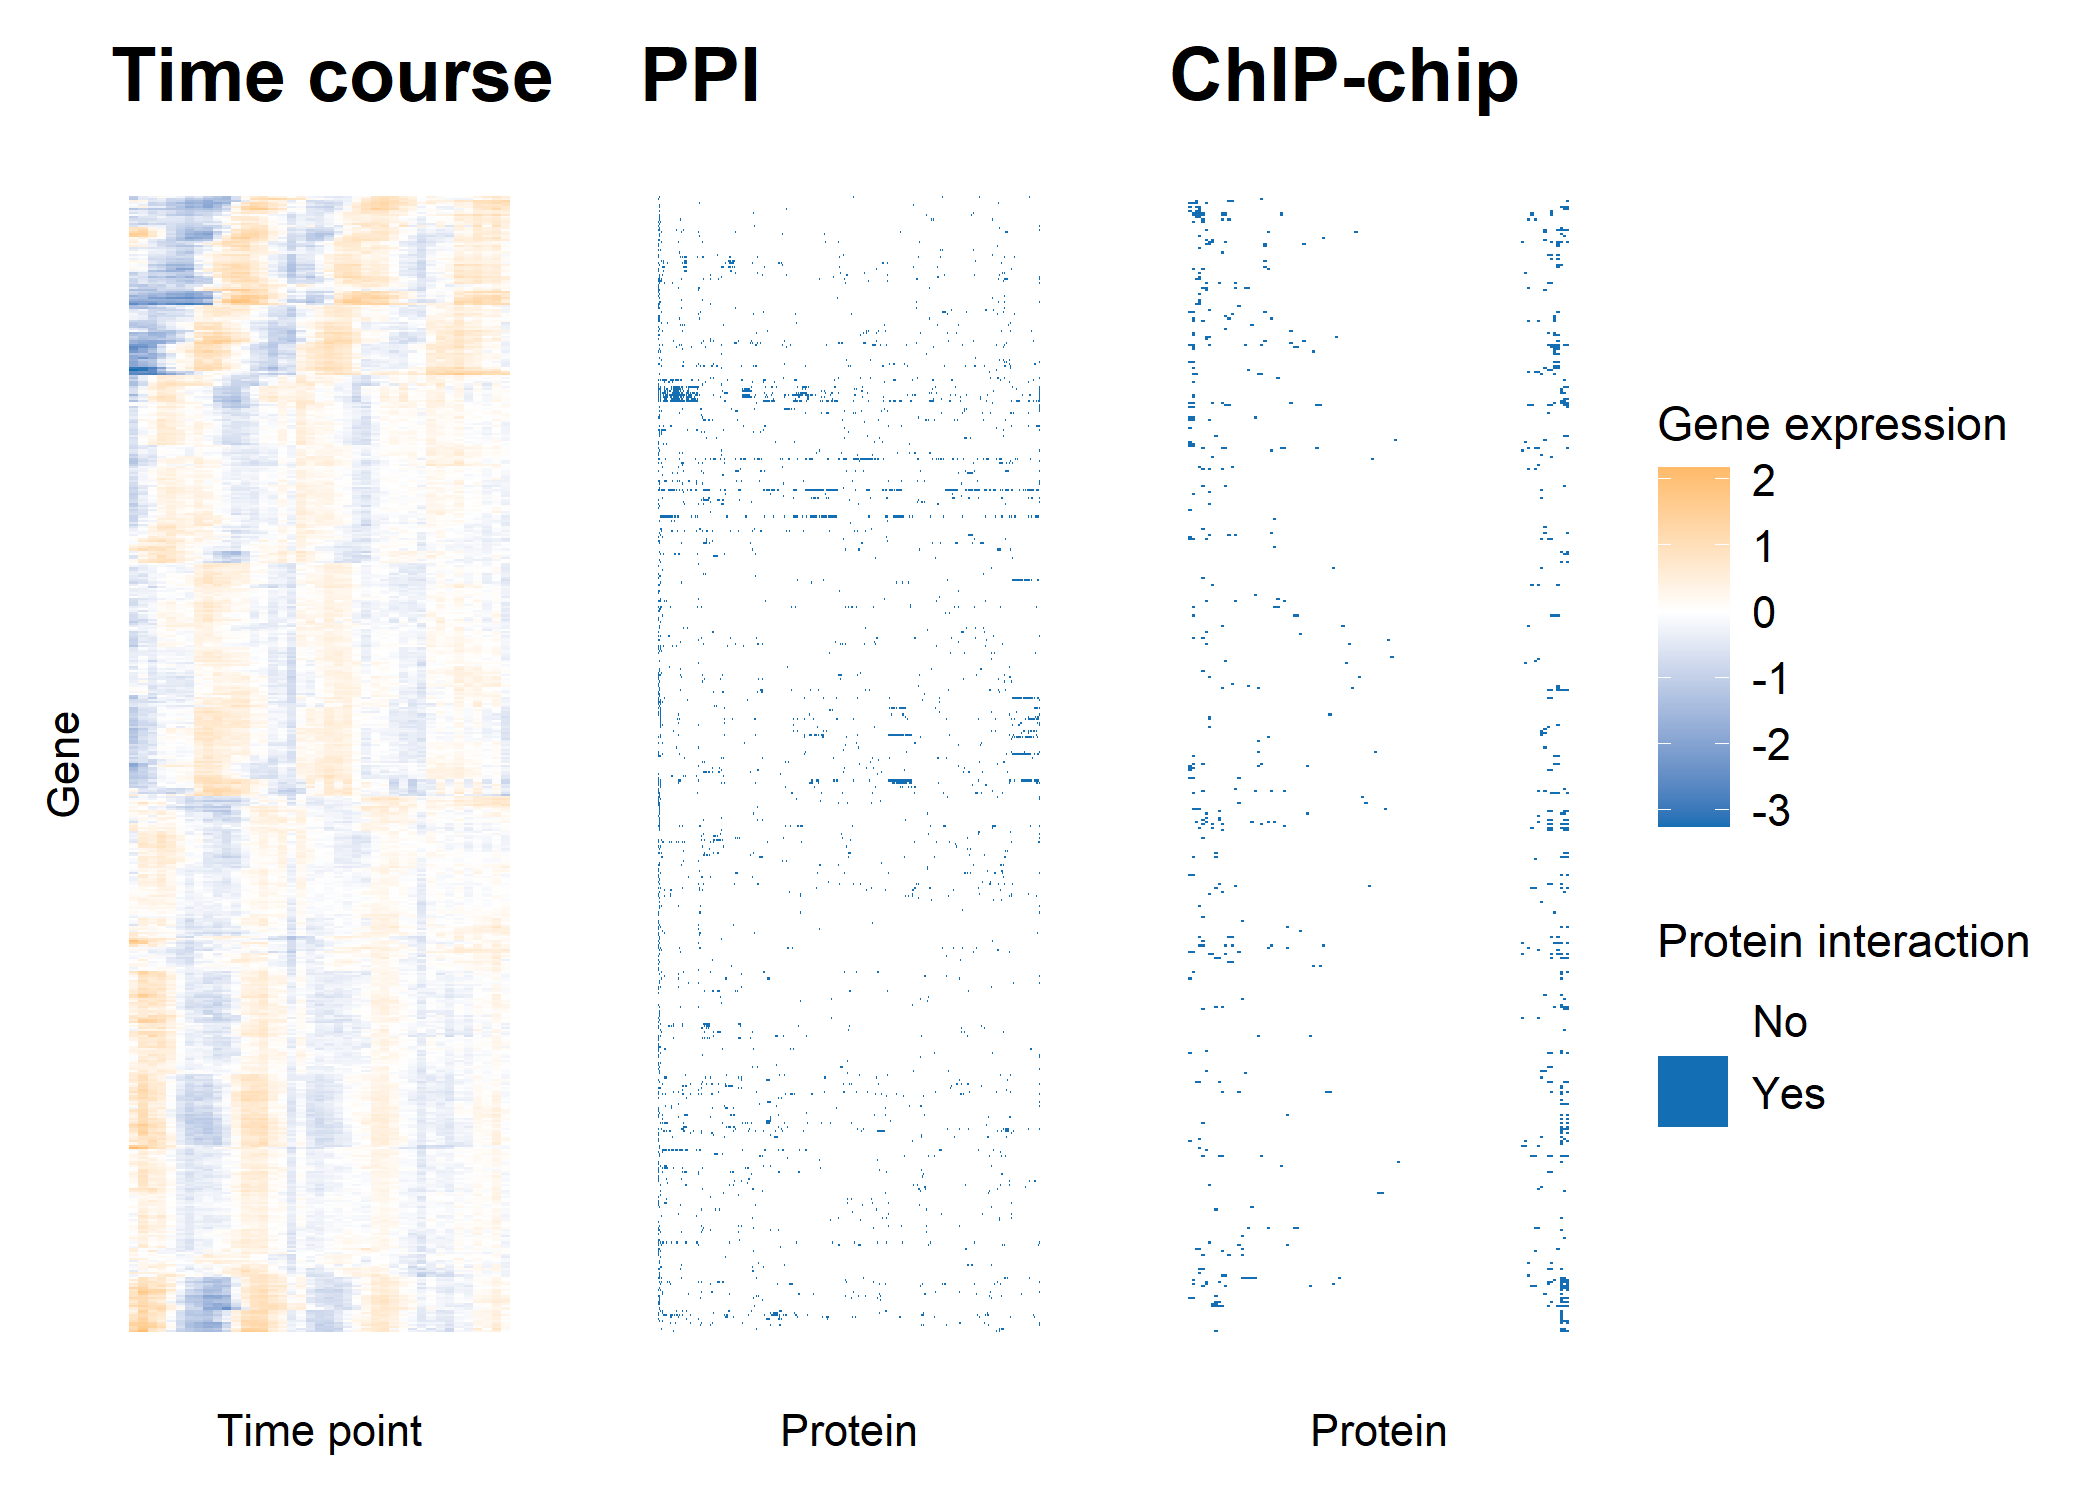 Time course
PPI
ChIP-chip
Gene
Time point
Protein
Protein
Gene expression
2
1
0
-1
-2
-3
Protein interaction
No
Yes